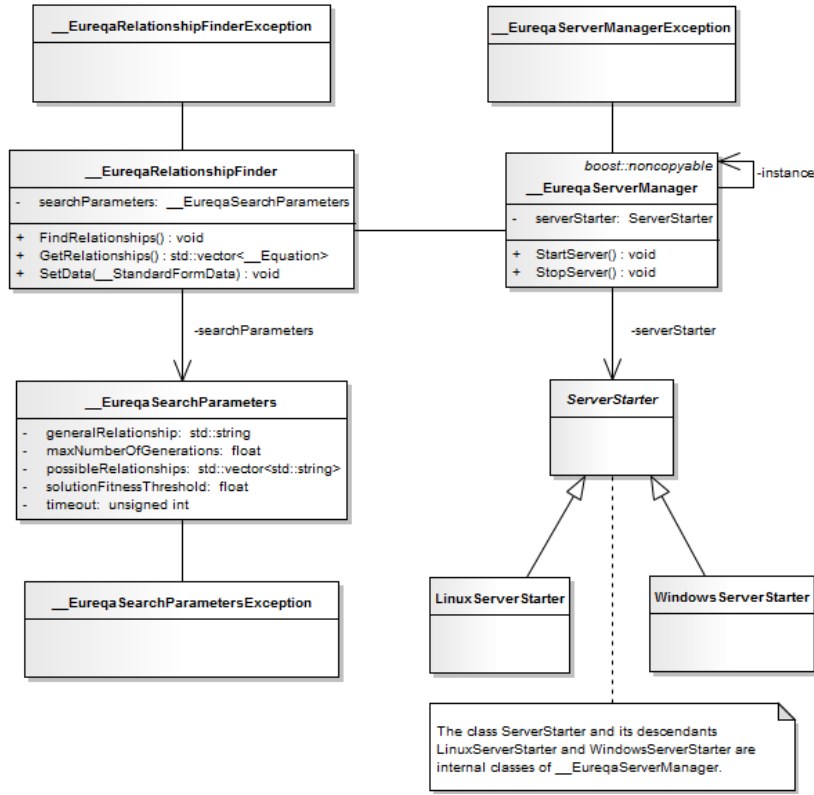 __EureqaRelationshipFinderException
__EureqaServerManagerException
__EureqaRelationshipFinder
- searchParameters: __EureqaSearchParameters
+ FindRelationships() : void
+ GetRelationships() : std::vector<__Equation>
+ SetData(__StandardFormData) : void
boost::noncopyable
__EureqaServerManager
- serverStarter: ServerStarter
+ StartServer() : void
+ StopServer() : void
-instance
-searchParameters
-serverStarter
__EureqaSearchParameters
- generalRelationship: std::string
- maxNumberOfGenerations: float
- possibleRelationships: std::vector<std::string>
- solutionFitnessThreshold: float
- timeout: unsigned int
ServerStarter
__EureqaSearchParametersException
LinuxServerStarter
WindowsServerStarter
The class ServerStarter and its descendants
LinuxServerStarter and WindowsServerStarter are
internal classes of __EureqaServerManager.